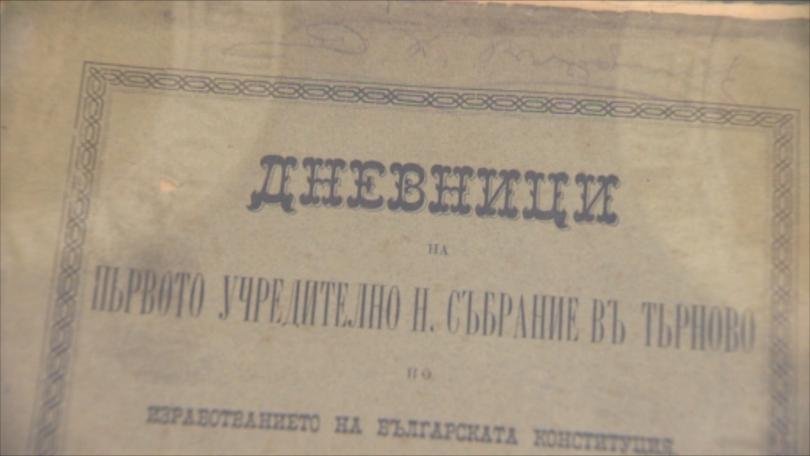 ДНЕВНИЦИ
НА
ПЪРВОТО УЧРЕДИТЕЛНО Н. СЪБРАНИЕ ВЪ ТЪРНОВО
ПО
ИЗРАБОТВАНИЕТО НА БЪЛГАРСКАТА КОНСТИТУЦИЯ